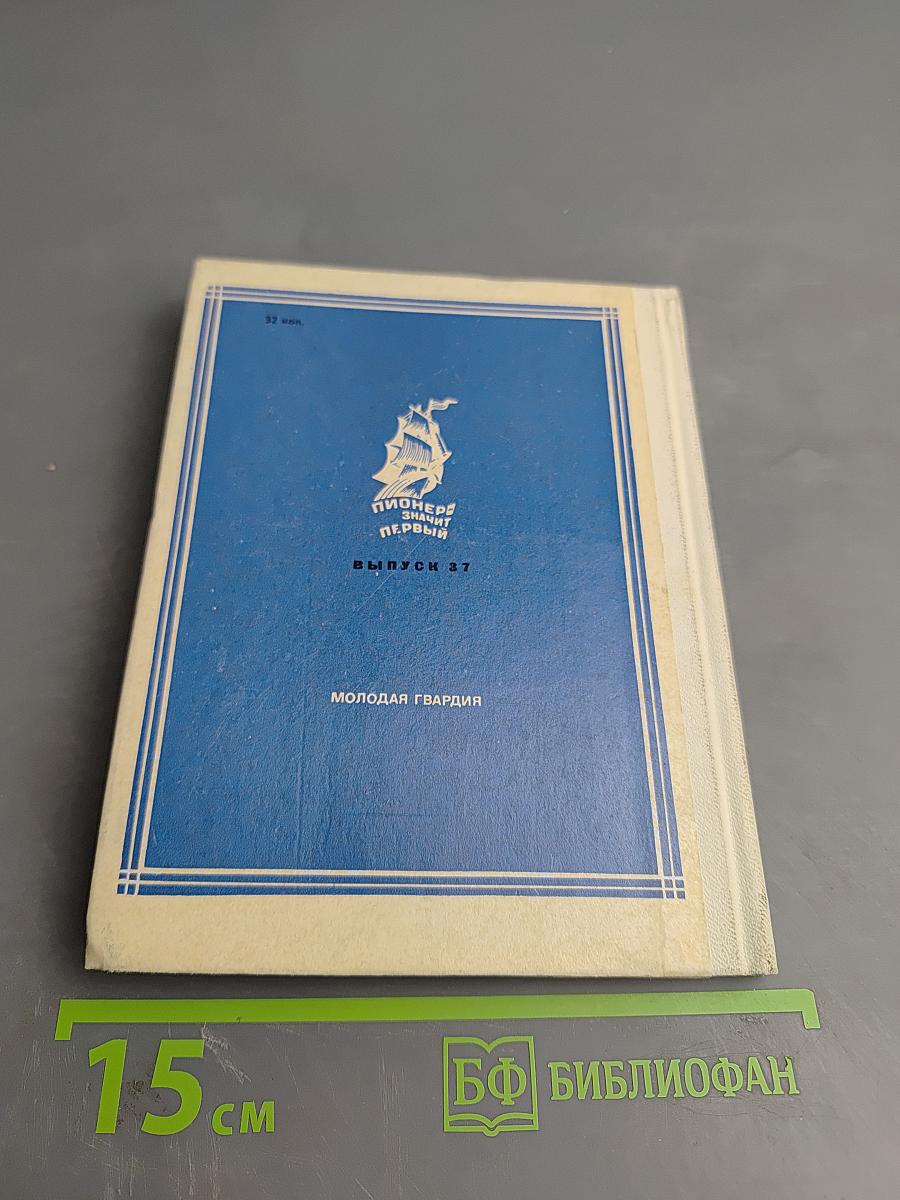 32 коп.
ПИОНЕР
ЗНАЧИТ
ПЕРВЫЙ
ВЫПУСК 37
МОЛОДАЯ ГВАРДИЯ
15 см
БФ БИБЛИОФАН